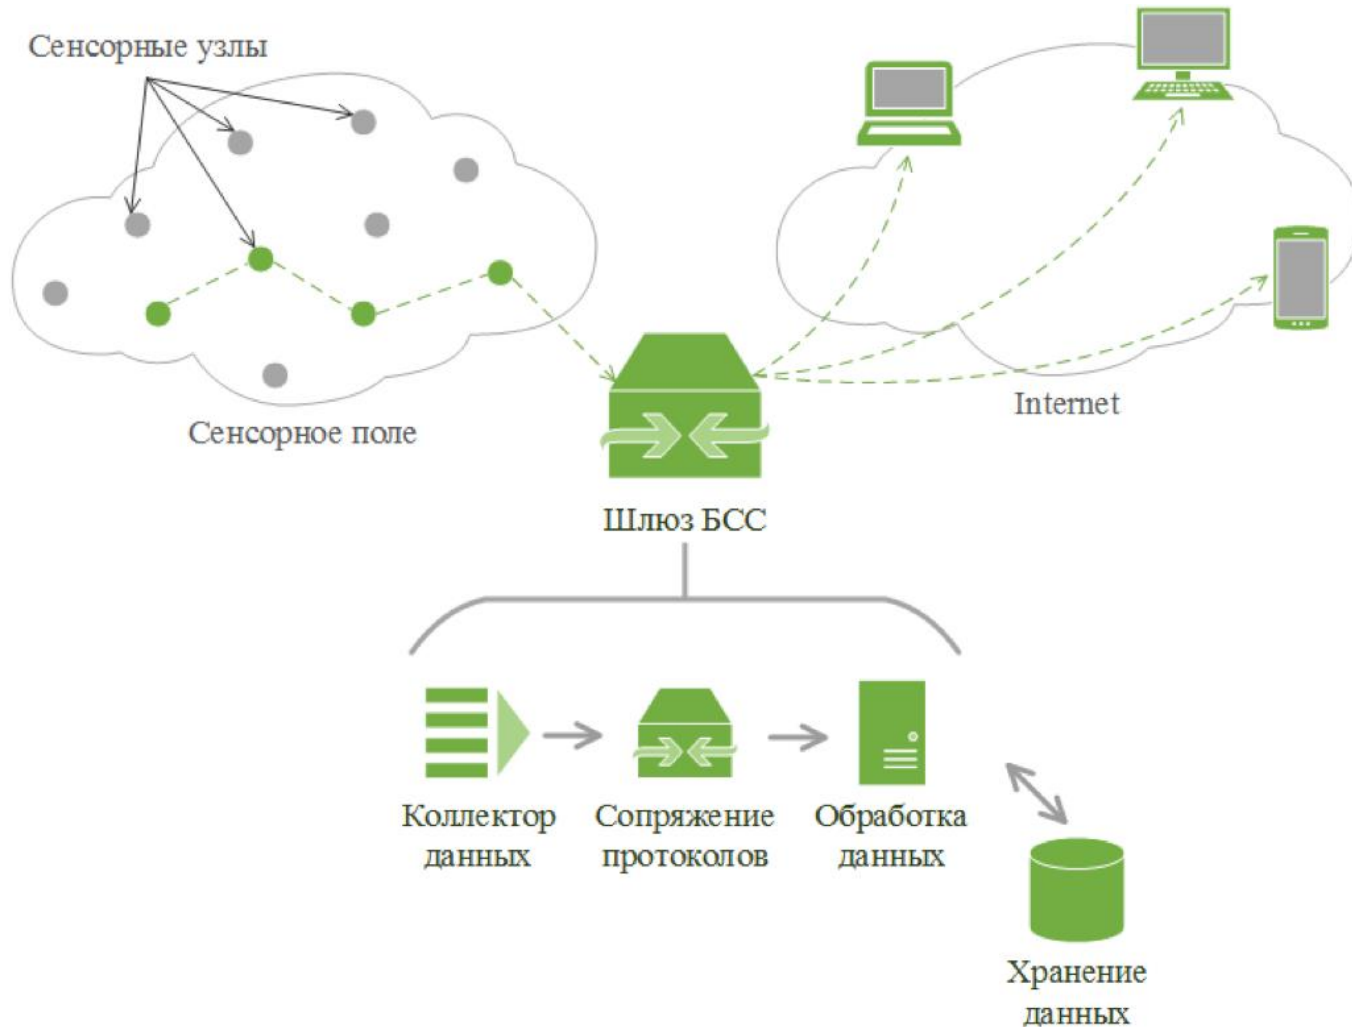 Сенсорные узлы
Сенсорное поле
Internet
Шлюз БСС
Коллектор
данных
Сопряжение
протоколов
Обработка
данных
Хранение
данных